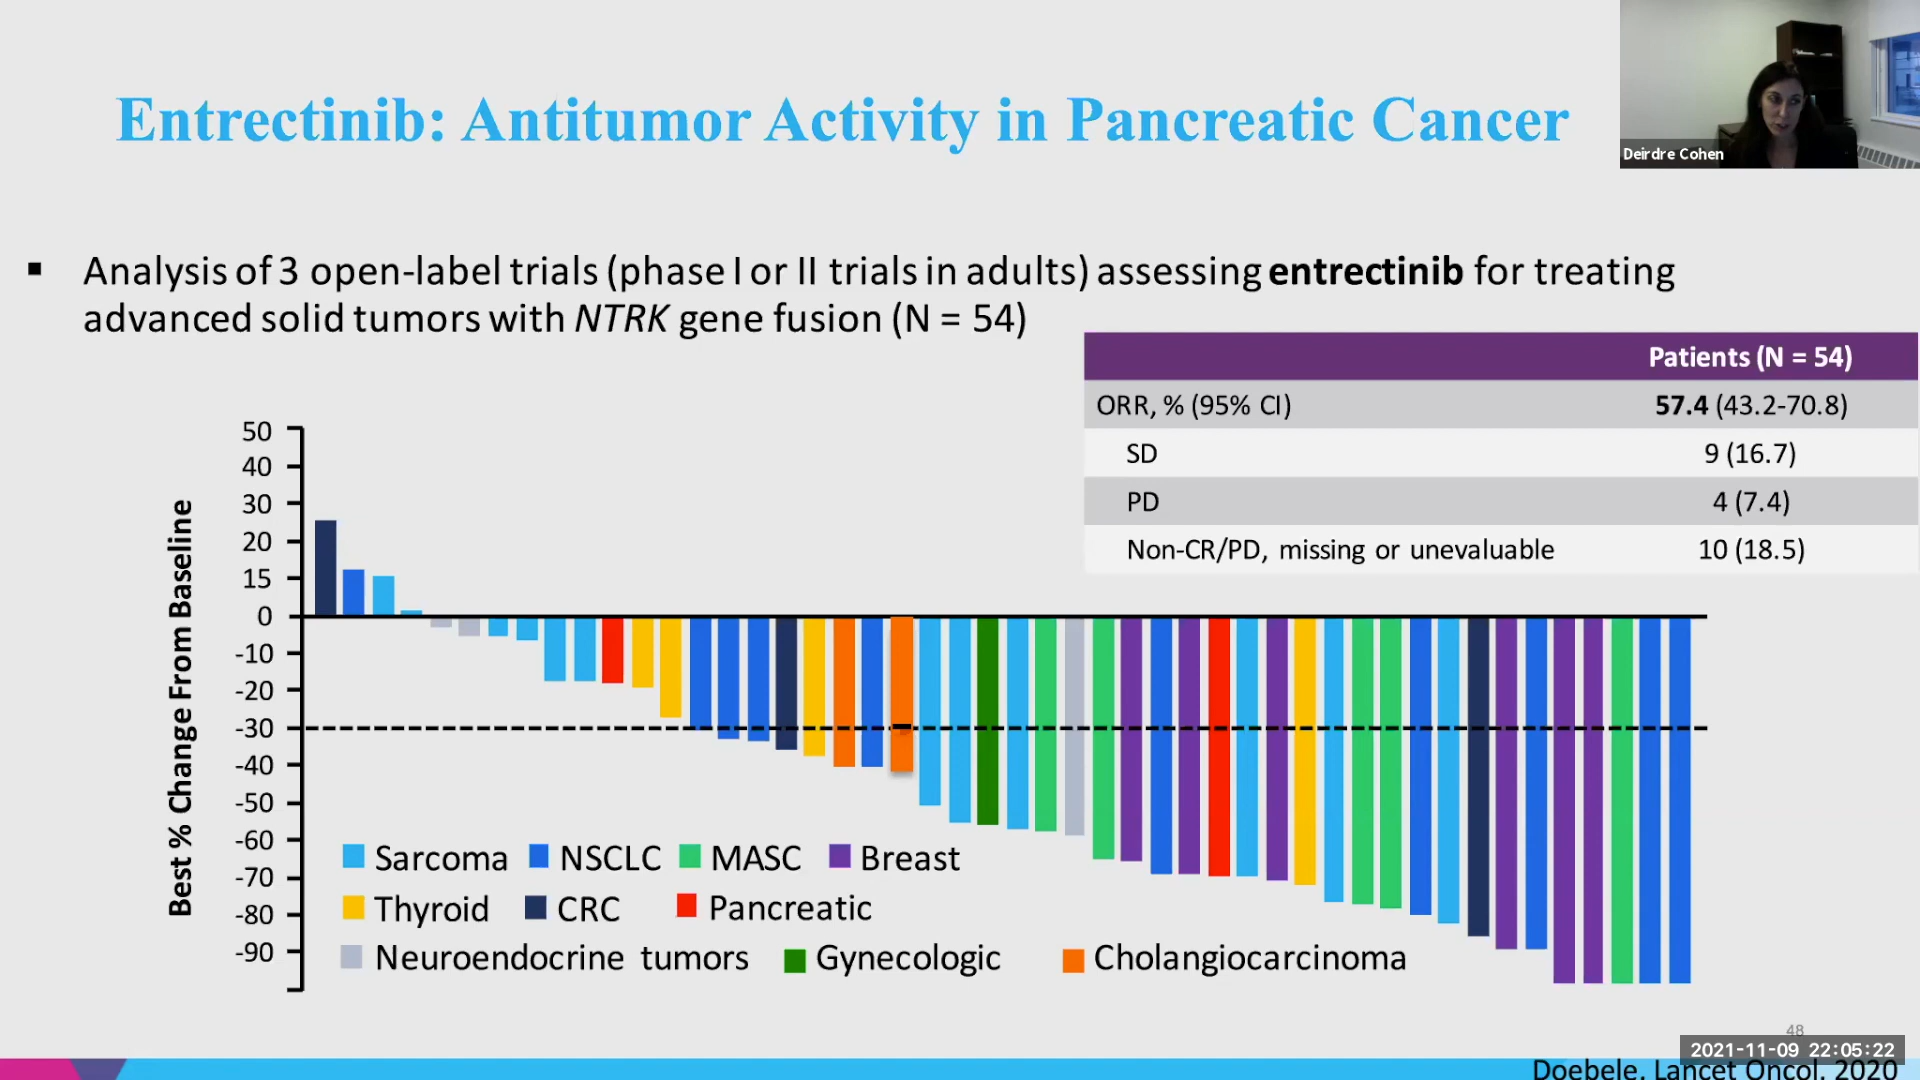 Entrectinib: Antitumor Activity in Pancreatic Cancer
Deirdre Cohen
▪ Analysis of 3 open-label trials (phase I or II trials in adults) assessing entrectinib for treating
advanced solid tumors with NTRK gene fusion (N = 54)
Patients (N = 54)
ORR, % (95% CI) 57.4 (43.2-70.8)
SD 9 (16.7)
PD 4 (7.4)
Non-CR/PD, missing or unevaluable 10 (18.5)
Best % Change From Baseline
50
40
30
20
15
0
-10
-20
-30
-40
-50
-60
-70
-80
-90
Sarcoma NSCLC MASC Breast
Thyroid CRC Pancreatic
Neuroendocrine tumors Gynecologic Cholangiocarcinoma
48
2021-11-09 22:05:22
Doebele. Lancet Oncol. 2020